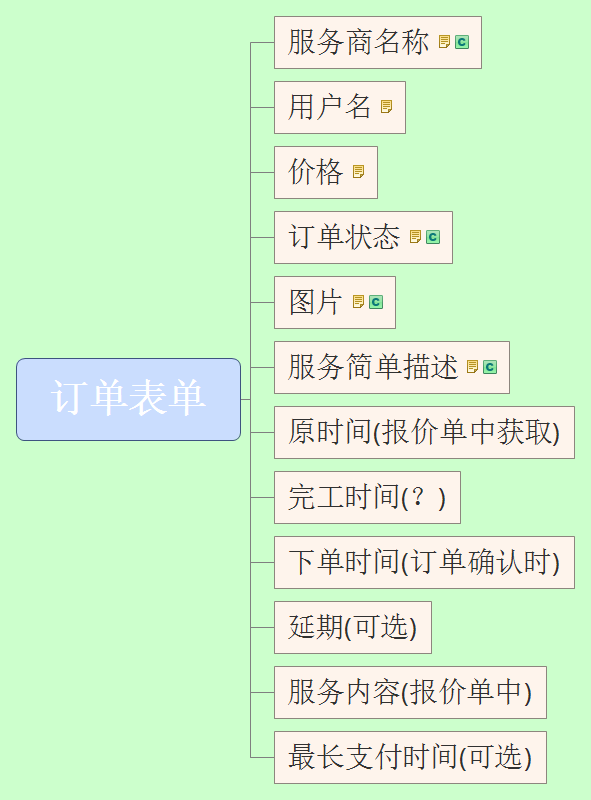 服务商名称
用户名
价格
订单状态
图片
服务简单描述
订单表单
原时间(报价单中获取)
完工时间(？)
下单时间(订单确认时)
延期(可选)
服务内容(报价单中)
最长支付时间(可选)